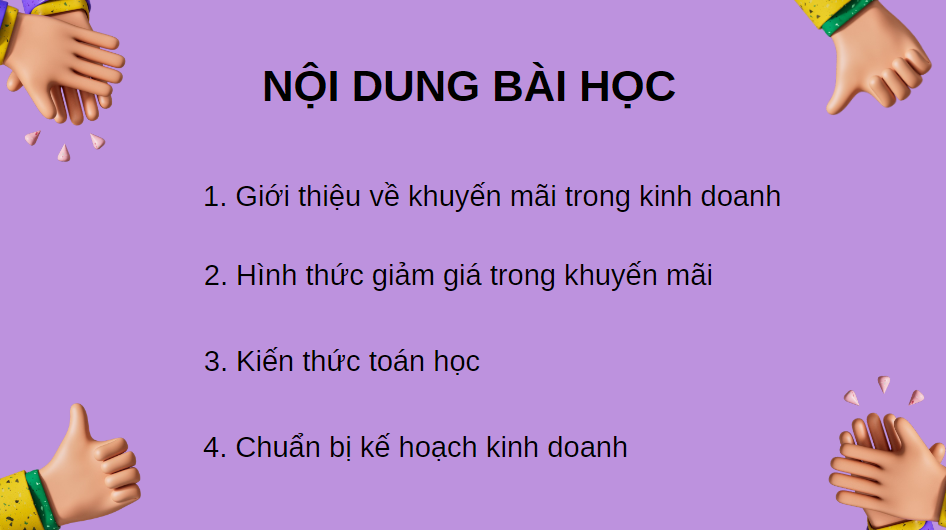 NỘI DUNG BÀI HỌC
1. Giới thiệu về khuyến mãi trong kinh doanh
2. Hình thức giảm giá trong khuyến mãi
3. Kiến thức toán học
4. Chuẩn bị kế hoạch kinh doanh